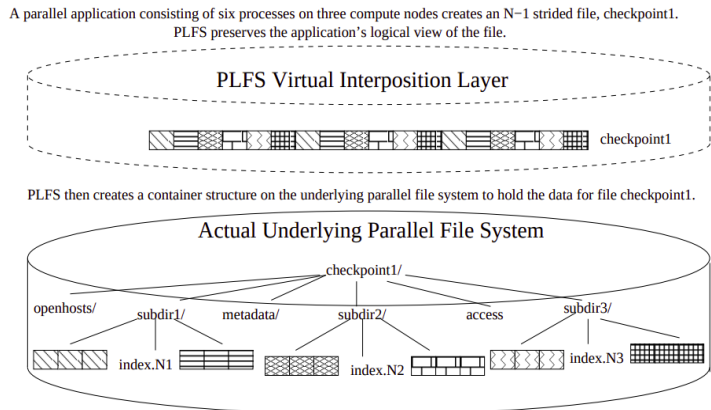 A parallel application consisting of six processes on three compute nodes creates an N−1 strided file, checkpoint1.
PLFS preserves the application's logical view of the file.
PLFS Virtual Interposition Layer
checkpoint1
PLFS then creates a container structure on the underlying parallel file system to hold the data for file checkpoint1.
Actual Underlying Parallel File System
checkpoint1/
openhosts/ subdir1/ metadata/ subdir2/ access subdir3/
index.N1 index.N2 index.N3